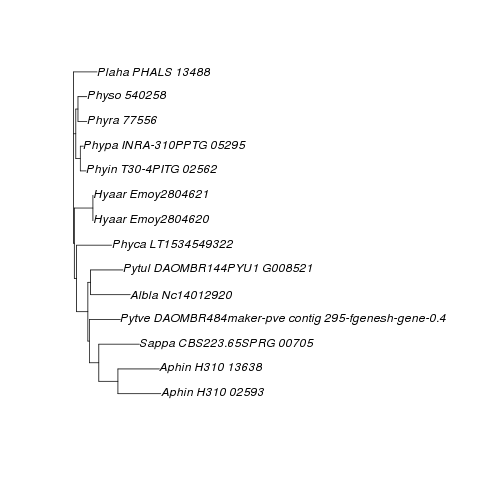 Plaha PHALS 13488
Physo 540258
Phyra 77556
Phypa INRA-310PPTG 05295
Phyin T30-4PITG 02562
Hyaar Emoy2804621
Hyaar Emoy2804620
Phyca LT1534549322
Pytul DAOMBR144PYU1 G008521
Albla Nc14012920
Pytve DAOMBR484maker-pve contig 295-fgenesh-gene-0.4
Sappa CBS223.65SPRG 00705
Aphin H310 13638
Aphin H310 02593